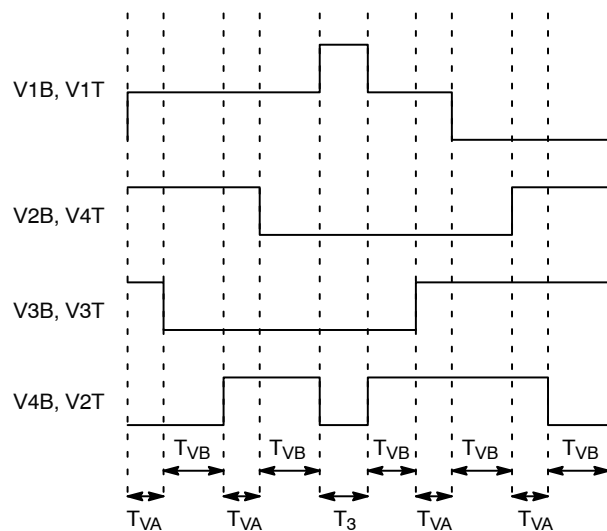 V1B, V1T
V2B, V4T
V3B, V3T
V4B, V2T
TVB TVB TVB TVB TVB
TVA TVA T3 TVA TVA